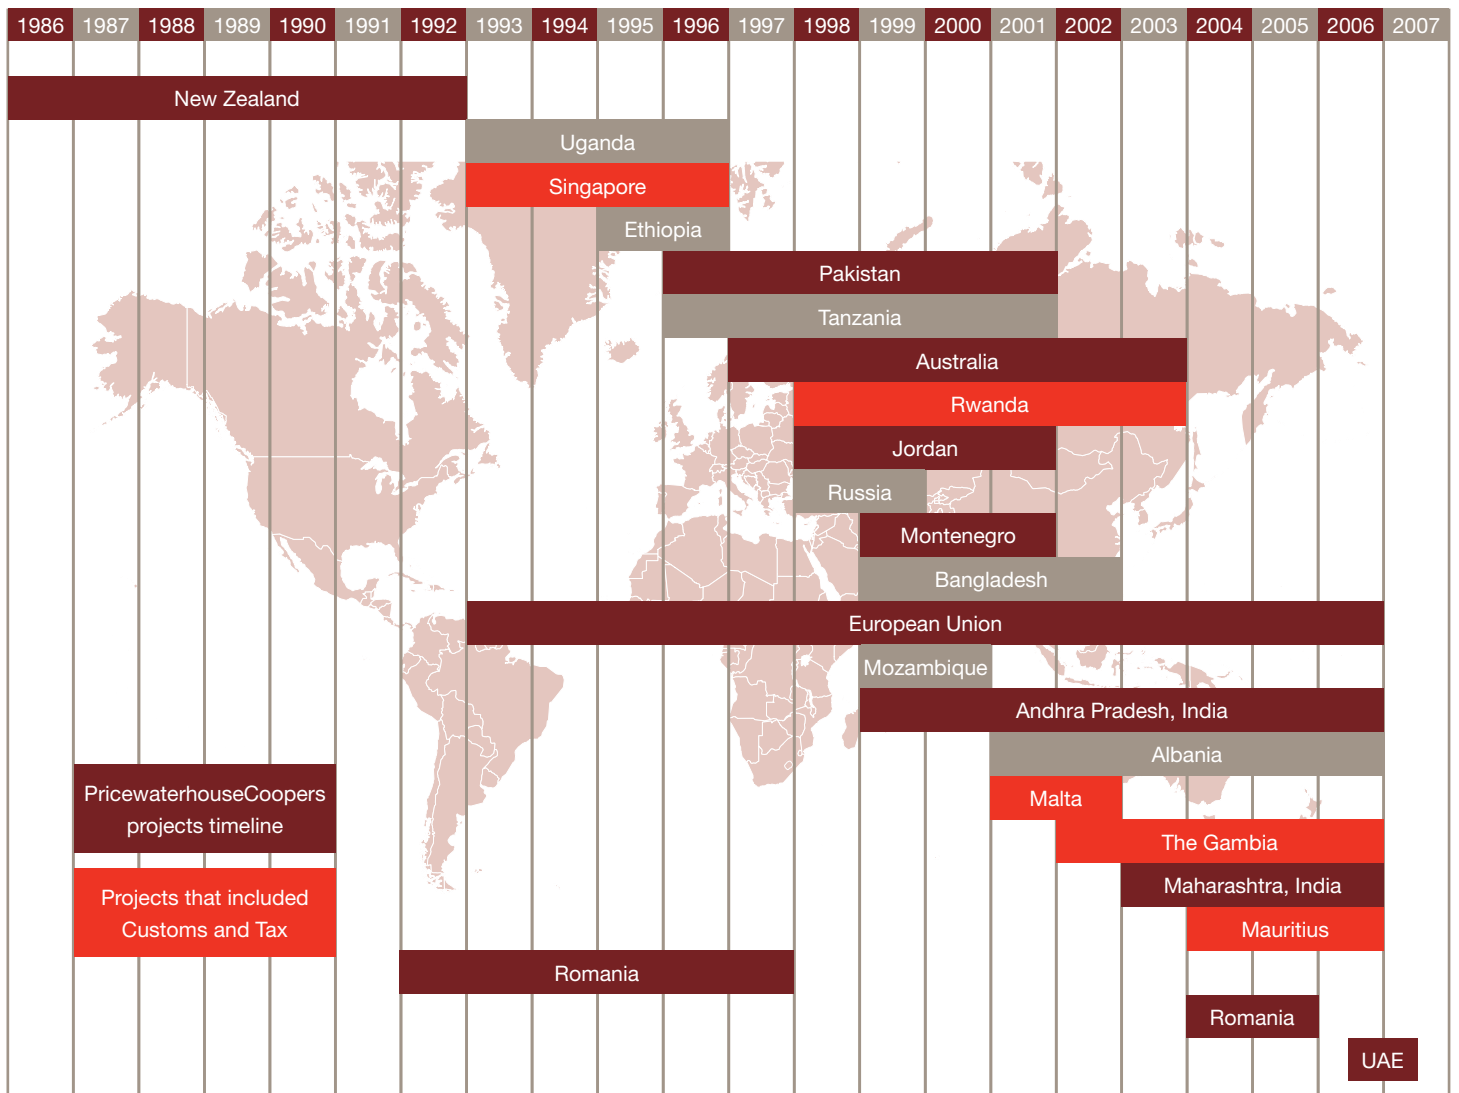 1986 1987 1988 1989 1990 1991 1992 1993 1994 1995 1996 1997 1998 1999 2000 2001 2002 2003 2004 2005 2006 2007
New Zealand
Uganda
Singapore
Ethiopia
Pakistan
Tanzania
Australia
Rwanda
Jordan
Russia
Montenegro
Bangladesh
European Union
Mozambique
Andhra Pradesh, India
Albania
Malta
The Gambia
Maharashtra, India
Mauritius
PricewaterhouseCoopers
projects timeline
Projects that included
Customs and Tax
Romania
Romania
UAE